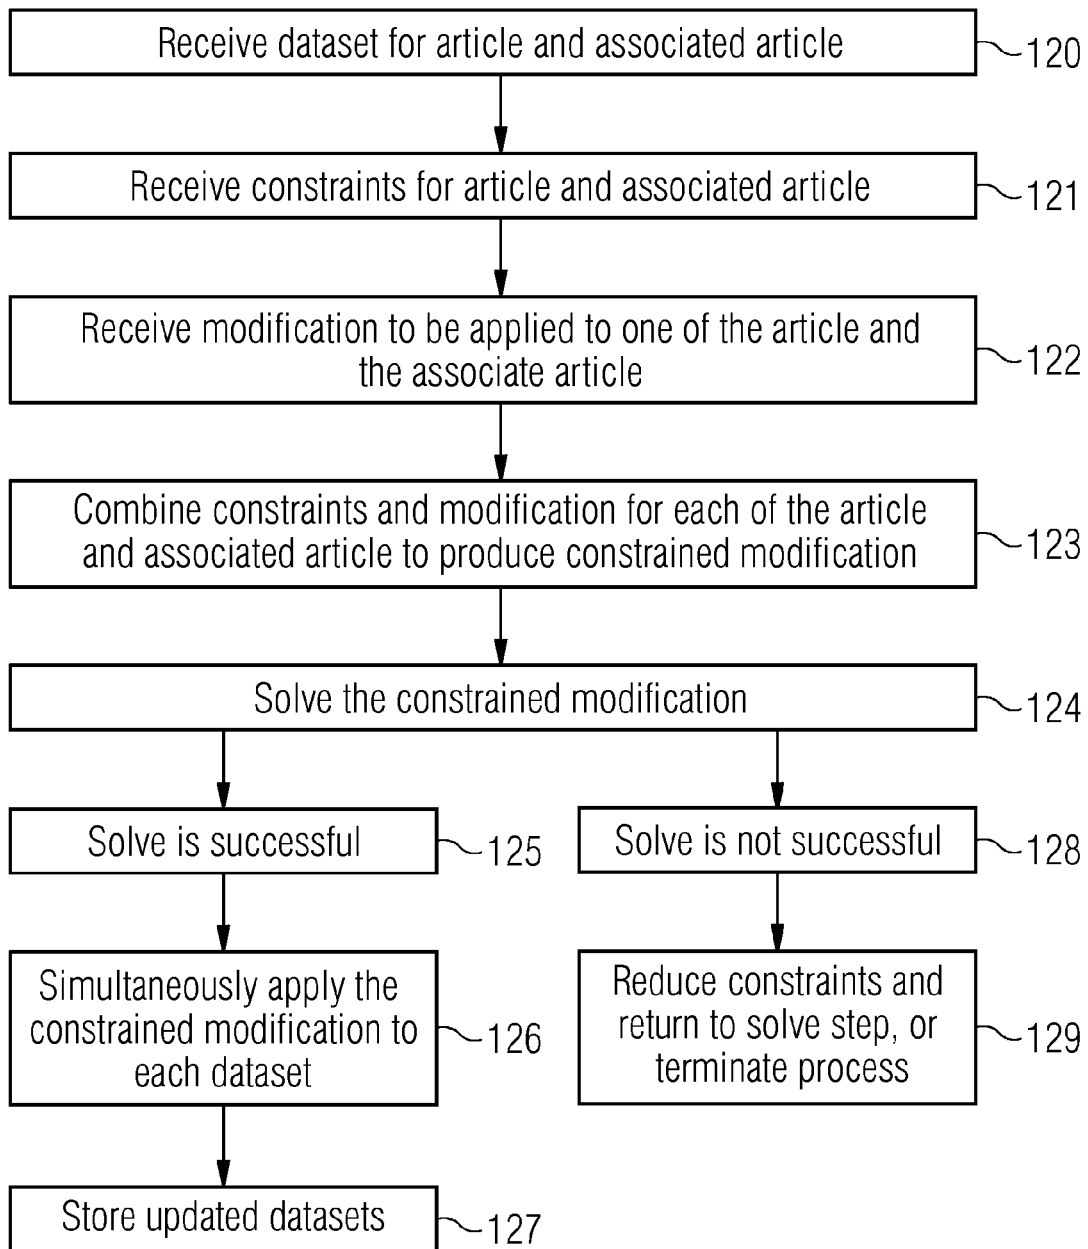 Receive dataset for article and associated article
120
Receive constraints for article and associated article
121
Receive modification to be applied to one of the article and
the associate article
122
Combine constraints and modification for each of the article
and associated article to produce constrained modification
123
Solve the constrained modification
124
Solve is successful
125
Solve is not successful
128
Simultaneously apply the
constrained modification to
each dataset
126
Reduce constraints and
return to solve step, or
terminate process
129
Store updated datasets
127